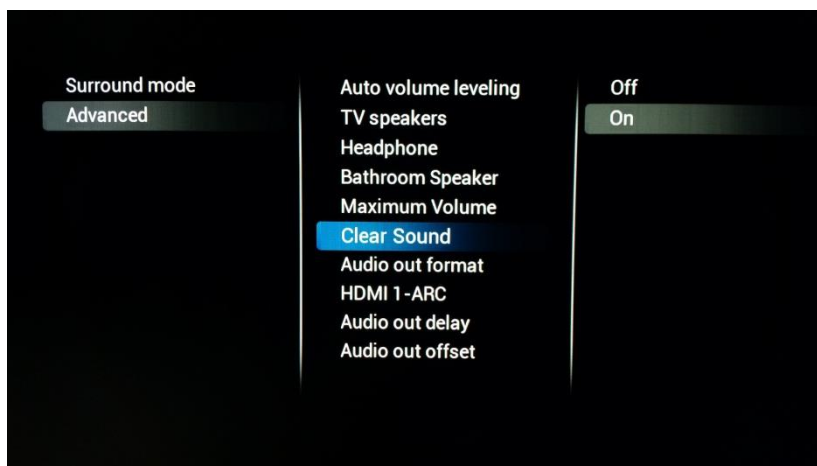 Surround mode
Advanced
Auto volume leveling
TV speakers
Headphone
Bathroom Speaker
Maximum Volume
Clear Sound
Audio out format
HDMI 1-ARC
Audio out delay
Audio out offset
Off
On